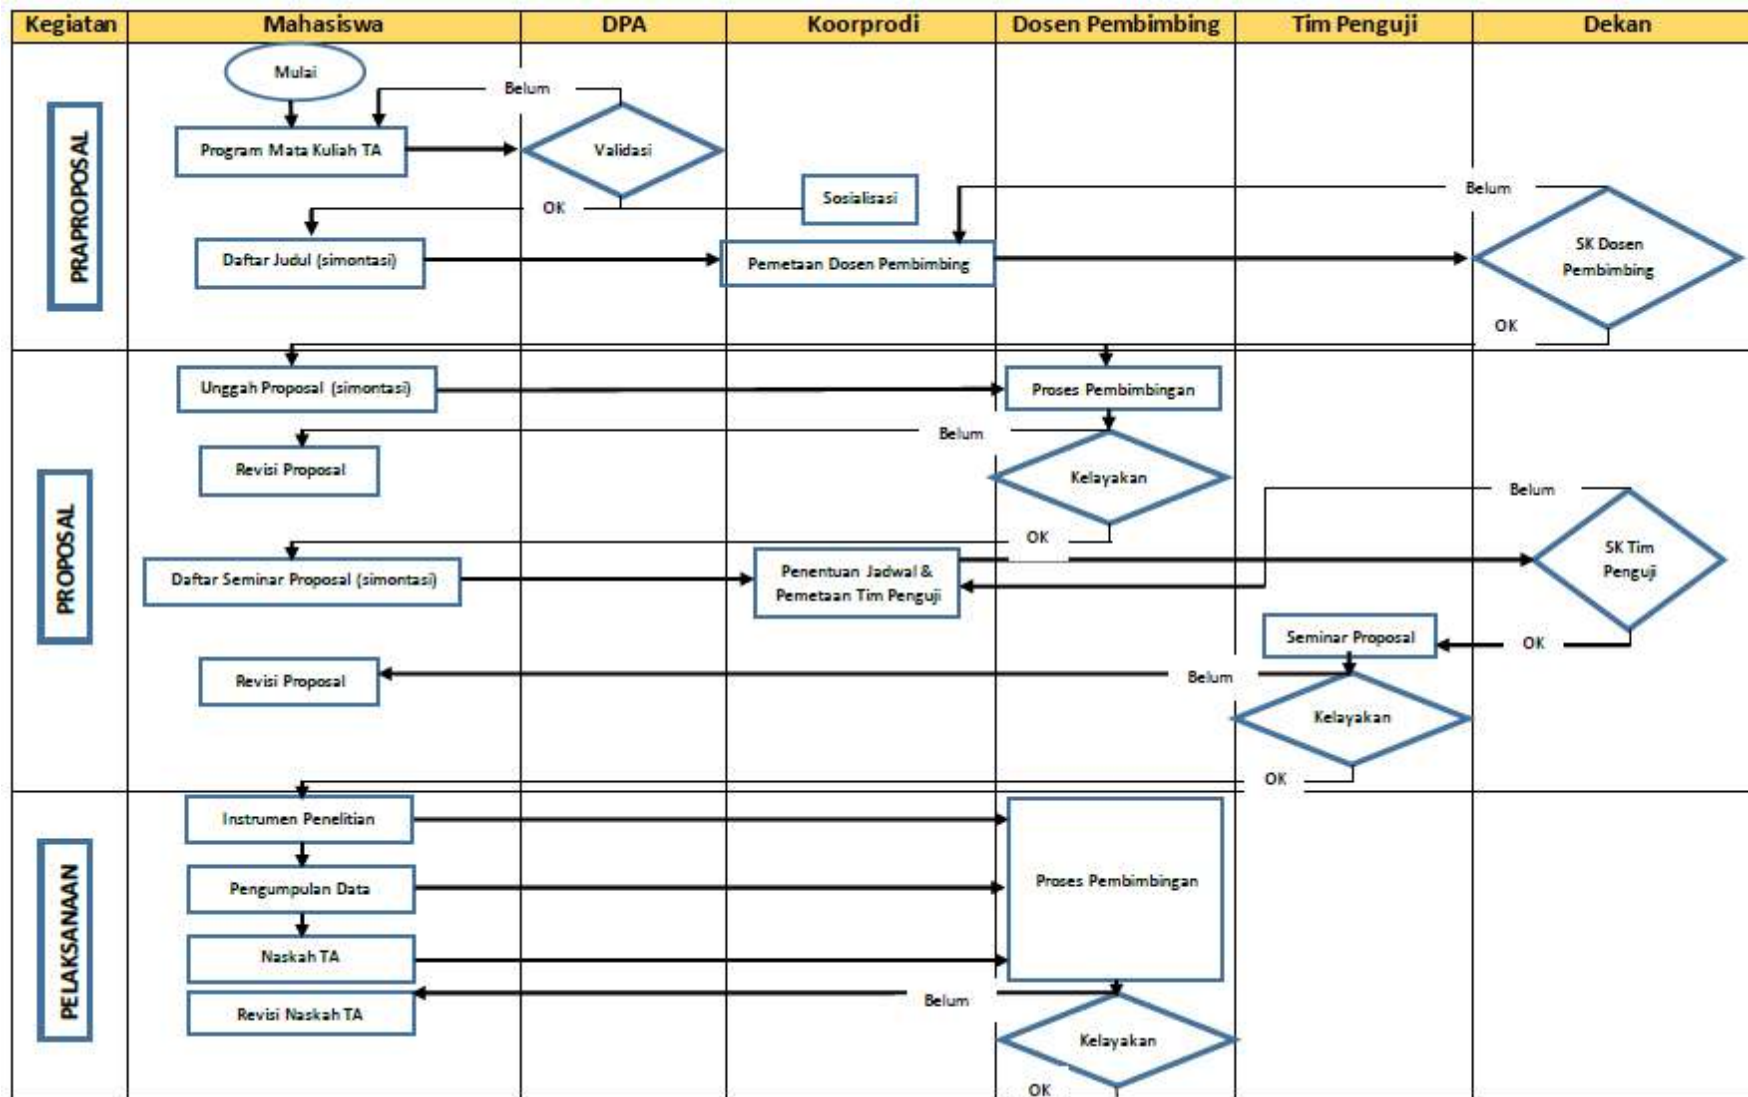 Kegiatan Mahasiswa DPA Koorprodi Dosen Pembimbing Tim Penguji Dekan
PRAPROPOSAL
Mulai
Belum
Program Mata Kuliah TA
Validasi
Sosialisasi
Belum
OK
Daftar Judul (simontasi)
Pemetaan Dosen Pembimbing
SK Dosen
Pembimbing
OK
PROPOSAL
Unggah Proposal (simontasi)
Proses Pembimbingan
Belum
Revisi Proposal
Kelayakan
Belum
OK
Daftar Seminar Proposal (simontasi)
Penentuan Jadwal &
Pemetaan Tim Penguji
SK Tim
Penguji
Seminar Proposal
OK
Belum
Revisi Proposal
Kelayakan
OK
PELAKSANAAN
Instrumen Penelitian
Pengumpulan Data
Proses Pembimbingan
Naskah TA
Belum
Revisi Naskah TA
Kelayakan
OK